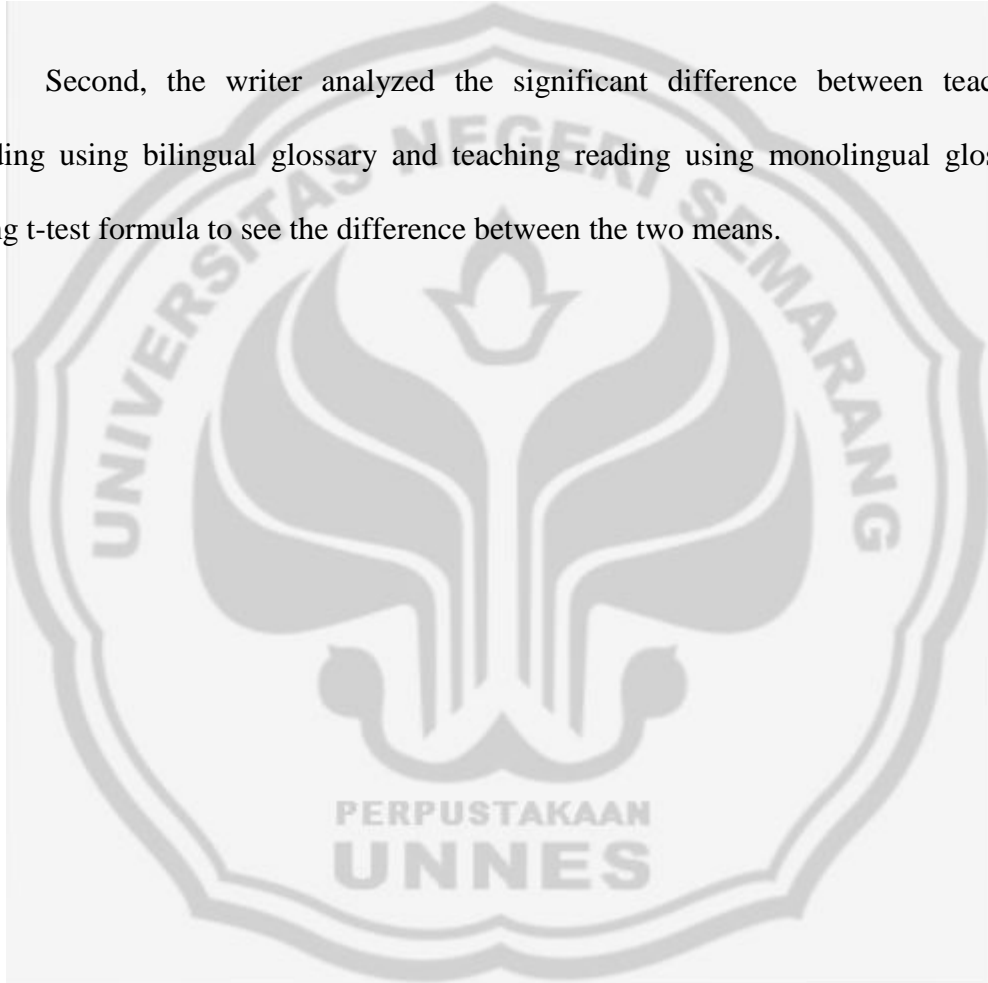 Second, the writer analyzed the significant difference between teac
ding using bilingual glossary and teaching reading using monolingual glos
ng t-test formula to see the difference between the two means.
UNIVERSITAS NEGERI SEMARANG
PERPUSTAKAAN
UNNES